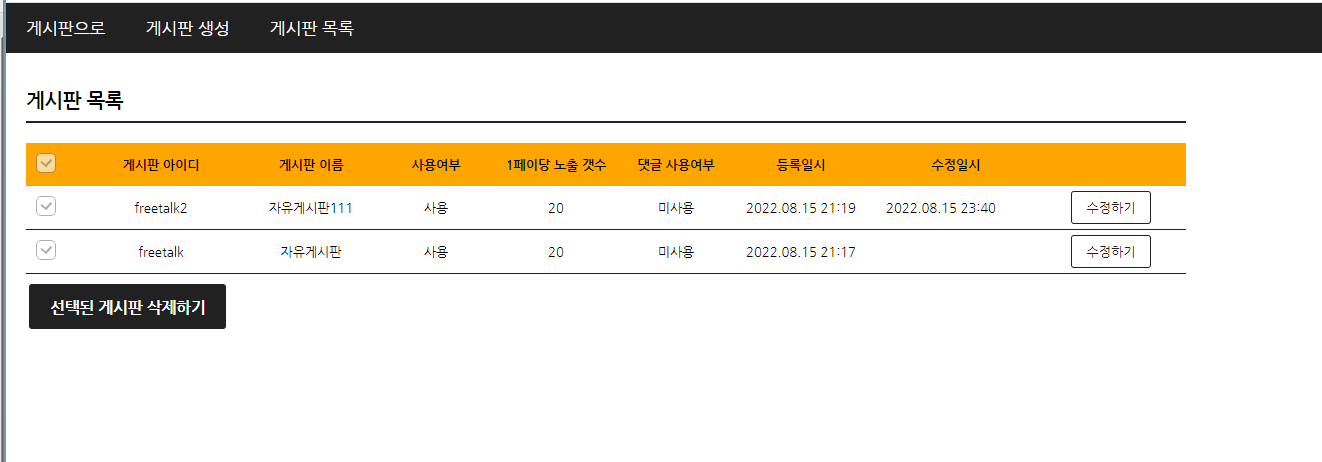 게시판으로 게시판 생성 게시판 목록
게시판 목록
게시판 아이디 게시판 이름 사용여부 1페이당 노출 갯수 댓글 사용여부 등록일시 수정일시
freetalk2 자유게시판111 사용 20 미사용 2022.08.15 21:19 2022.08.15 23:40 수정하기
freetalk 자유게시판 사용 20 미사용 2022.08.15 21:17 수정하기
선택된 게시판 삭제하기